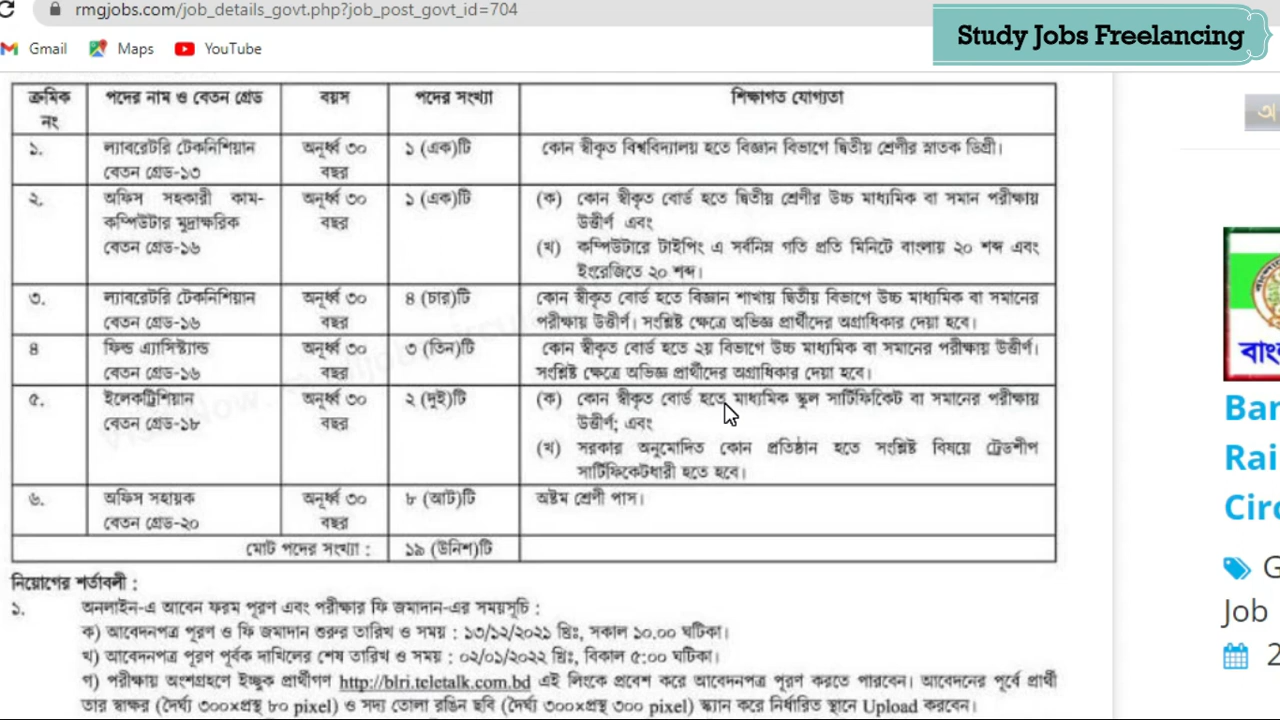 rmgjobs.com/job_details_govt.php?job_post_govt_id=704
Study Jobs Freelancing
Gmail Maps YouTube
ক্রমিক নং পদের নাম ও বেতন গ্রেড বয়স পদের সংখ্যা শিক্ষাগত যোগ্যতা
১. ল্যাবরেটরি টেকনিশিয়ান অনূর্ধ্ব ৩০ ১ (এক)টি কোন স্বীকৃত বিশ্ববিদ্যালয় হতে বিজ্ঞান বিভাগে দ্বিতীয় শ্রেণীর স্নাতক ডিগ্রী।
বেতন গ্রেড-১৩ বছর
২. অফিস সহকারী কাম- অনূর্ধ্ব ৩০ ১ (এক)টি (ক) কোন স্বীকৃত বোর্ড হতে দ্বিতীয় শ্রেণীর উচ্চ মাধ্যমিক বা সমান পরীক্ষায়
কম্পিউটার মুদ্রাক্ষরিক বছর উত্তীর্ণ এবং
বেতন গ্রেড-১৬ (খ) কম্পিউটারে টাইপিং এ সর্বনিম্ন গতি প্রতি মিনিটে বাংলায় ২০ শব্দ এবং
ইংরেজিতে ২০ শব্দ।
৩. ল্যাবরেটরি টেকনিশিয়ান অনূর্ধ্ব ৩০ ৪ (চার)টি কোন স্বীকৃত বোর্ড হতে বিজ্ঞান শাখায় দ্বিতীয় বিভাগে উচ্চ মাধ্যমিক বা সমানের
বেতন গ্রেড-১৬ বছর পরীক্ষায় উত্তীর্ণ। সংশ্লিষ্ট ক্ষেত্রে অভিজ্ঞ প্রার্থীদের অগ্রাধিকার দেয়া হবে।
৪ ফিল্ড এ্যাসিস্ট্যান্ড অনূর্ধ্ব ৩০ ৩ (তিন)টি কোন স্বীকৃত বোর্ড হতে ২য় বিভাগে উচ্চ মাধ্যমিক বা সমানের পরীক্ষায় উত্তীর্ণ।
বেতন গ্রেড-১৬ বছর সংশ্লিষ্ট ক্ষেত্রে অভিজ্ঞ প্রার্থীদের অগ্রাধিকার দেয়া হবে।
৫. ইলেকট্রিশিয়ান অনূর্ধ্ব ৩০ ২ (দুই)টি (ক) কোন স্বীকৃত বোর্ড হতে মাধ্যমিক স্কুল সার্টিফিকেট বা সমানের পরীক্ষায়
বেতন গ্রেড-১৮ বছর উত্তীর্ণ; এবং
(খ) সরকার অনুমোদিত কোন প্রতিষ্ঠান হতে সংশ্লিষ্ট বিষয়ে ট্রেডশীপ
সার্টিফিকেটধারী হতে হবে।
৬. অফিস সহায়ক অনূর্ধ্ব ৩০ ৮ (আট)টি অষ্টম শ্রেণী পাস।
বেতন গ্রেড-২০ বছর
মোট পদের সংখ্যা : ১৯ (উনিশ)টি
নিয়োগের শর্তাবলী :
১. অনলাইন-এ আবেন ফরম পূরণ এবং পরীক্ষার ফি জমাদান-এর সময়সূচি :
ক) আবেদনপত্র পূরণ ও ফি জমাদান শুরুর তারিখ ও সময় : ১৩/১২/২০২১ খ্রিঃ, সকাল ১০.০০ ঘটিকা।
খ) আবেদনপত্র পূরণ পূর্বক দাখিলের শেষ তারিখ ও সময় : ০২/০১/২০২২ খ্রিঃ, বিকাল ৫:০০ ঘটিকা।
গ) পরীক্ষায় অংশগ্রহণে ইচ্ছুক প্রার্থীগণ http://blri.teletalk.com.bd এই লিংকে প্রবেশ করে আবেদনপত্র পূরণ করতে পারবেন। আবেদনের পূর্বে প্রার্থী
তার স্বাক্ষর (দৈর্ঘ্য ৩০০×প্রস্থ ৮০ pixel) ও সদ্য তোলা রঙিন ছবি (দৈর্ঘ্য ৩০০×প্রস্থ ৩০০ pixel) স্ক্যান করে নির্ধারিত স্থানে Upload করবেন।
Job